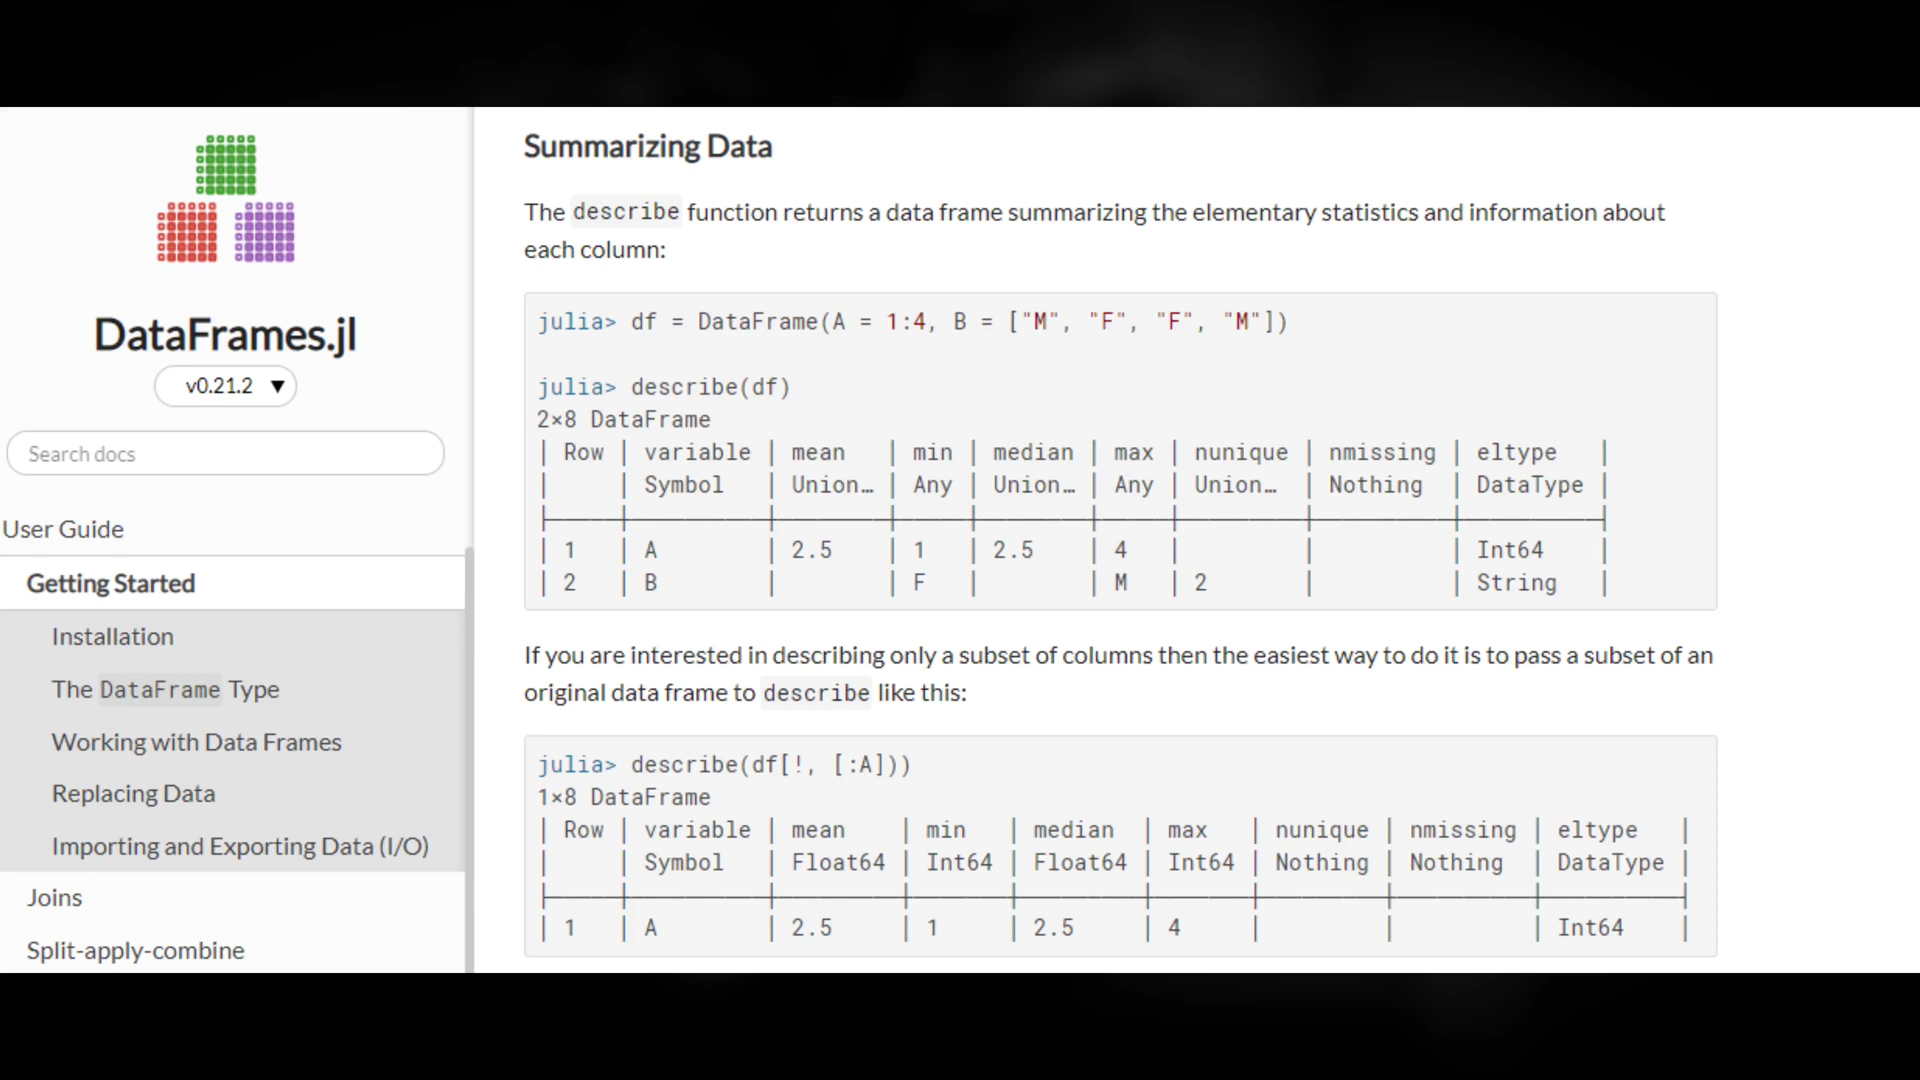 DataFrames.jl
v0.21.2 ▼
Search docs
User Guide
Getting Started
Installation
The DataFrame Type
Working with Data Frames
Replacing Data
Importing and Exporting Data (I/O)
Joins
Split-apply-combine
Summarizing Data
The describe function returns a data frame summarizing the elementary statistics and information about
each column:
julia> df = DataFrame(A = 1:4, B = ["M", "F", "F", "M"])
julia> describe(df)
2×8 DataFrame
│ Row │ variable │ mean │ min │ median │ max │ nunique │ nmissing │ eltype │
│ │ Symbol │ Union… │ Any │ Union… │ Any │ Union… │ Nothing │ DataType │
│ 1 │ A │ 2.5 │ 1 │ 2.5 │ 4 │ │ │ Int64 │
│ 2 │ B │ │ F │ │ M │ 2 │ │ String │
If you are interested in describing only a subset of columns then the easiest way to do it is to pass a subset of an
original data frame to describe like this:
julia> describe(df[!, [:A]))
1×8 DataFrame
│ Row │ variable │ mean │ min │ median │ max │ nunique │ nmissing │ eltype │
│ │ Symbol │ Float64 │ Int64 │ Float64 │ Int64 │ Nothing │ Nothing │ DataType │
│ 1 │ A │ 2.5 │ 1 │ 2.5 │ 4 │ │ │ Int64 │